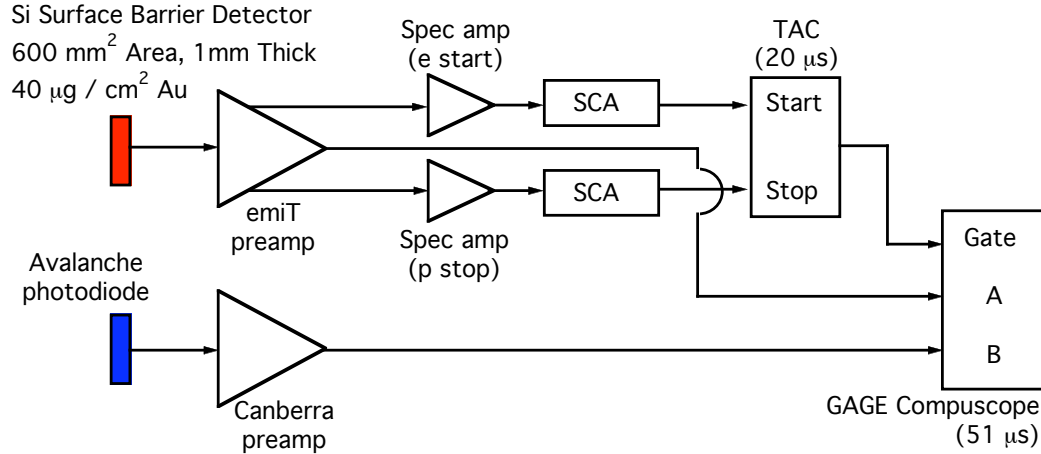 Si Surface Barrier Detector
600 mm² Area, 1mm Thick
40 μg / cm² Au
Spec amp
(e start)
TAC
(20 μs)
SCA
Start
Stop
SCA
emiT
preamp
Spec amp
(p stop)
Gate
A
B
Avalanche
photodiode
Canberra
preamp
GAGE Compuscope
(51 μs)